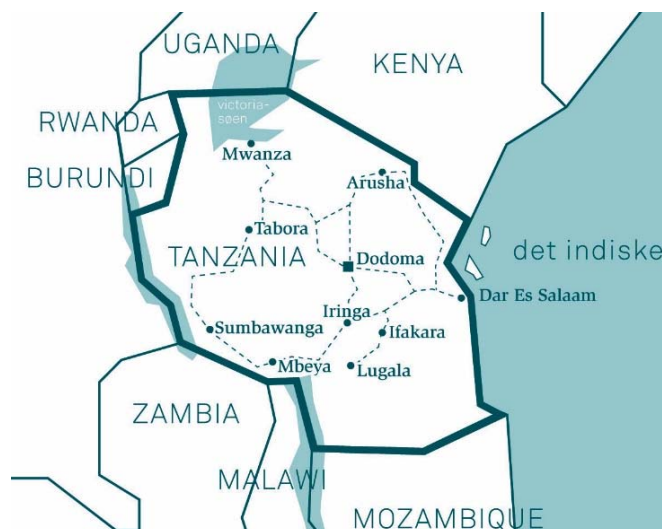 UGANDA
KENYA
victoria-
søen
RWANDA
Mwanza
BURUNDI
Arusha
Tabora
TANZANIA
Dodoma
det indiske
Dar Es Salaam
Iringa
Sumbawanga
Ifakara
Mbeya
Lugala
ZAMBIA
MALAWI
MOZAMBIQUE